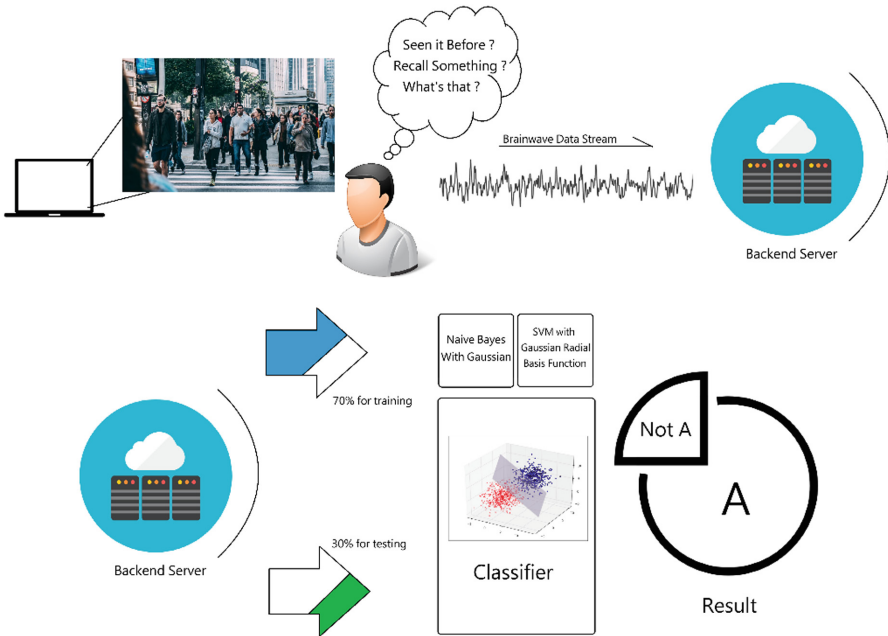 Seen it Before ?
Recall Something ?
What's that ?
Brainwave Data Stream
Backend Server
Naive Bayes
With Gaussian
SVM with
Gaussian Radial
Basis Function
70% for training
Not A
A
30% for testing
Backend Server
Classifier
Result